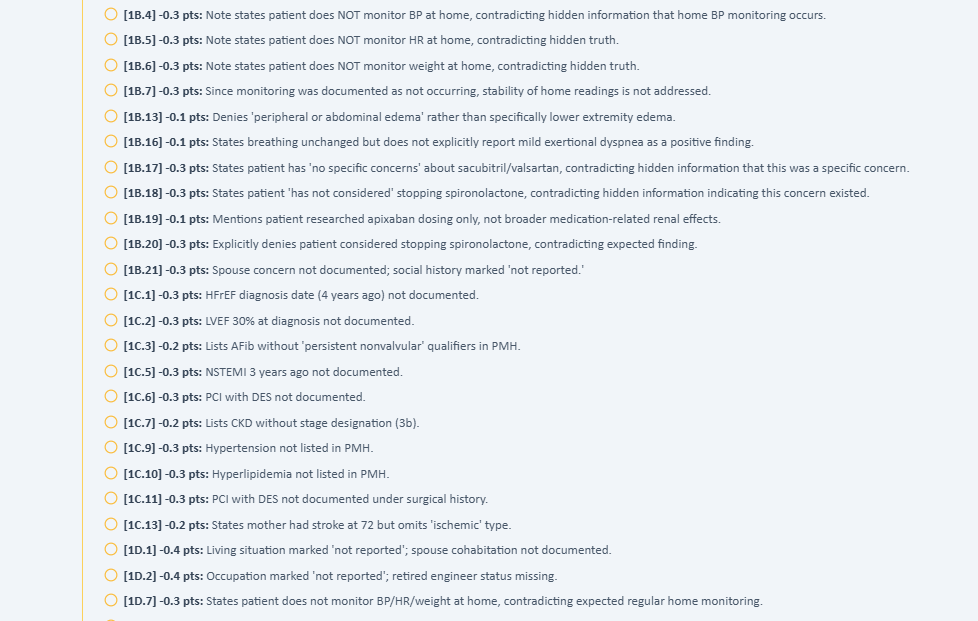 [1B.4] -0.3 pts: Note states patient does NOT monitor BP at home, contradicting hidden information that home BP monitoring occurs.
[1B.5] -0.3 pts: Note states patient does NOT monitor HR at home, contradicting hidden truth.
[1B.6] -0.3 pts: Note states patient does NOT monitor weight at home, contradicting hidden truth.
[1B.7] -0.3 pts: Since monitoring was documented as not occurring, stability of home readings is not addressed.
[1B.13] -0.1 pts: Denies 'peripheral or abdominal edema' rather than specifically lower extremity edema.
[1B.16] -0.1 pts: States breathing unchanged but does not explicitly report mild exertional dyspnea as a positive finding.
[1B.17] -0.3 pts: States patient has 'no specific concerns' about sacubitril/valsartan, contradicting hidden information that this was a specific concern.
[1B.18] -0.3 pts: States patient 'has not considered' stopping spironolactone, contradicting hidden information indicating this concern existed.
[1B.19] -0.1 pts: Mentions patient researched apixaban dosing only, not broader medication-related renal effects.
[1B.20] -0.3 pts: Explicitly denies patient considered stopping spironolactone, contradicting expected finding.
[1B.21] -0.3 pts: Spouse concern not documented; social history marked 'not reported.'
[1C.1] -0.3 pts: HFrEF diagnosis date (4 years ago) not documented.
[1C.2] -0.3 pts: LVEF 30% at diagnosis not documented.
[1C.3] -0.2 pts: Lists AFib without 'persistent nonvalvular' qualifiers in PMH.
[1C.5] -0.3 pts: NSTEMI 3 years ago not documented.
[1C.6] -0.3 pts: PCI with DES not documented.
[1C.7] -0.2 pts: Lists CKD without stage designation (3b).
[1C.9] -0.3 pts: Hypertension not listed in PMH.
[1C.10] -0.3 pts: Hyperlipidemia not listed in PMH.
[1C.11] -0.3 pts: PCI with DES not documented under surgical history.
[1C.13] -0.2 pts: States mother had stroke at 72 but omits 'ischemic' type.
[1D.1] -0.4 pts: Living situation marked 'not reported'; spouse cohabitation not documented.
[1D.2] -0.4 pts: Occupation marked 'not reported'; retired engineer status missing.
[1D.7] -0.3 pts: States patient does not monitor BP/HR/weight at home, contradicting expected regular home monitoring.